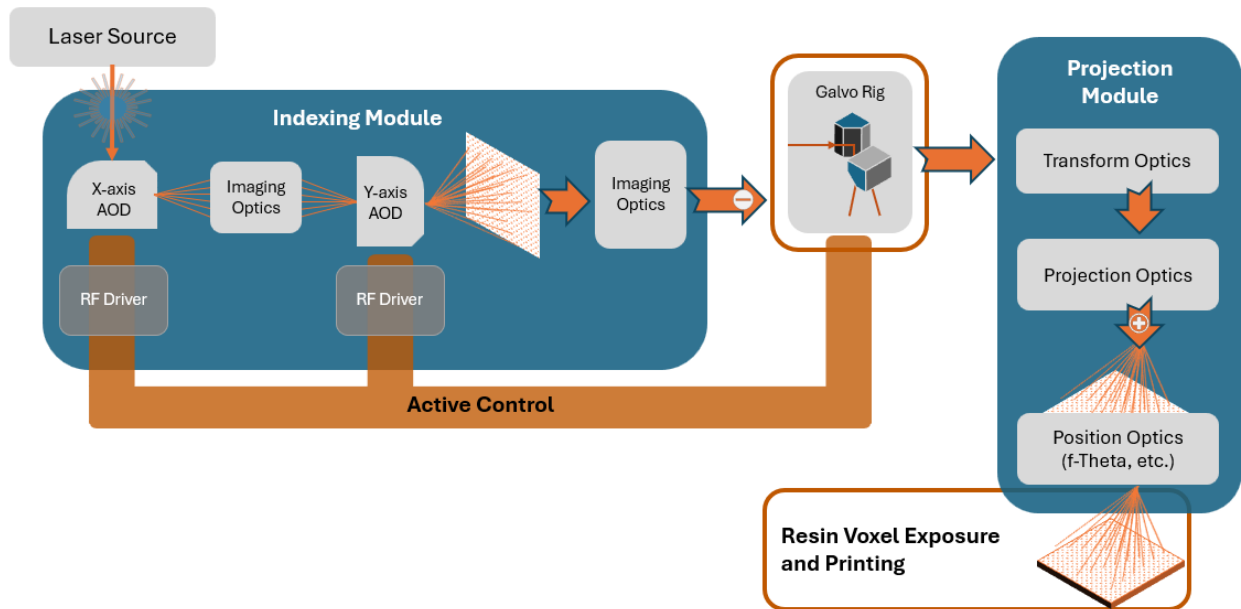 Laser Source
Indexing Module
X-axis
AOD
Imaging
Optics
Y-axis
AOD
Imaging
Optics
RF Driver
RF Driver
Active Control
Galvo Rig
Projection
Module
Transform Optics
Projection Optics
Position Optics
(f-Theta, etc.)
Resin Voxel Exposure
and Printing